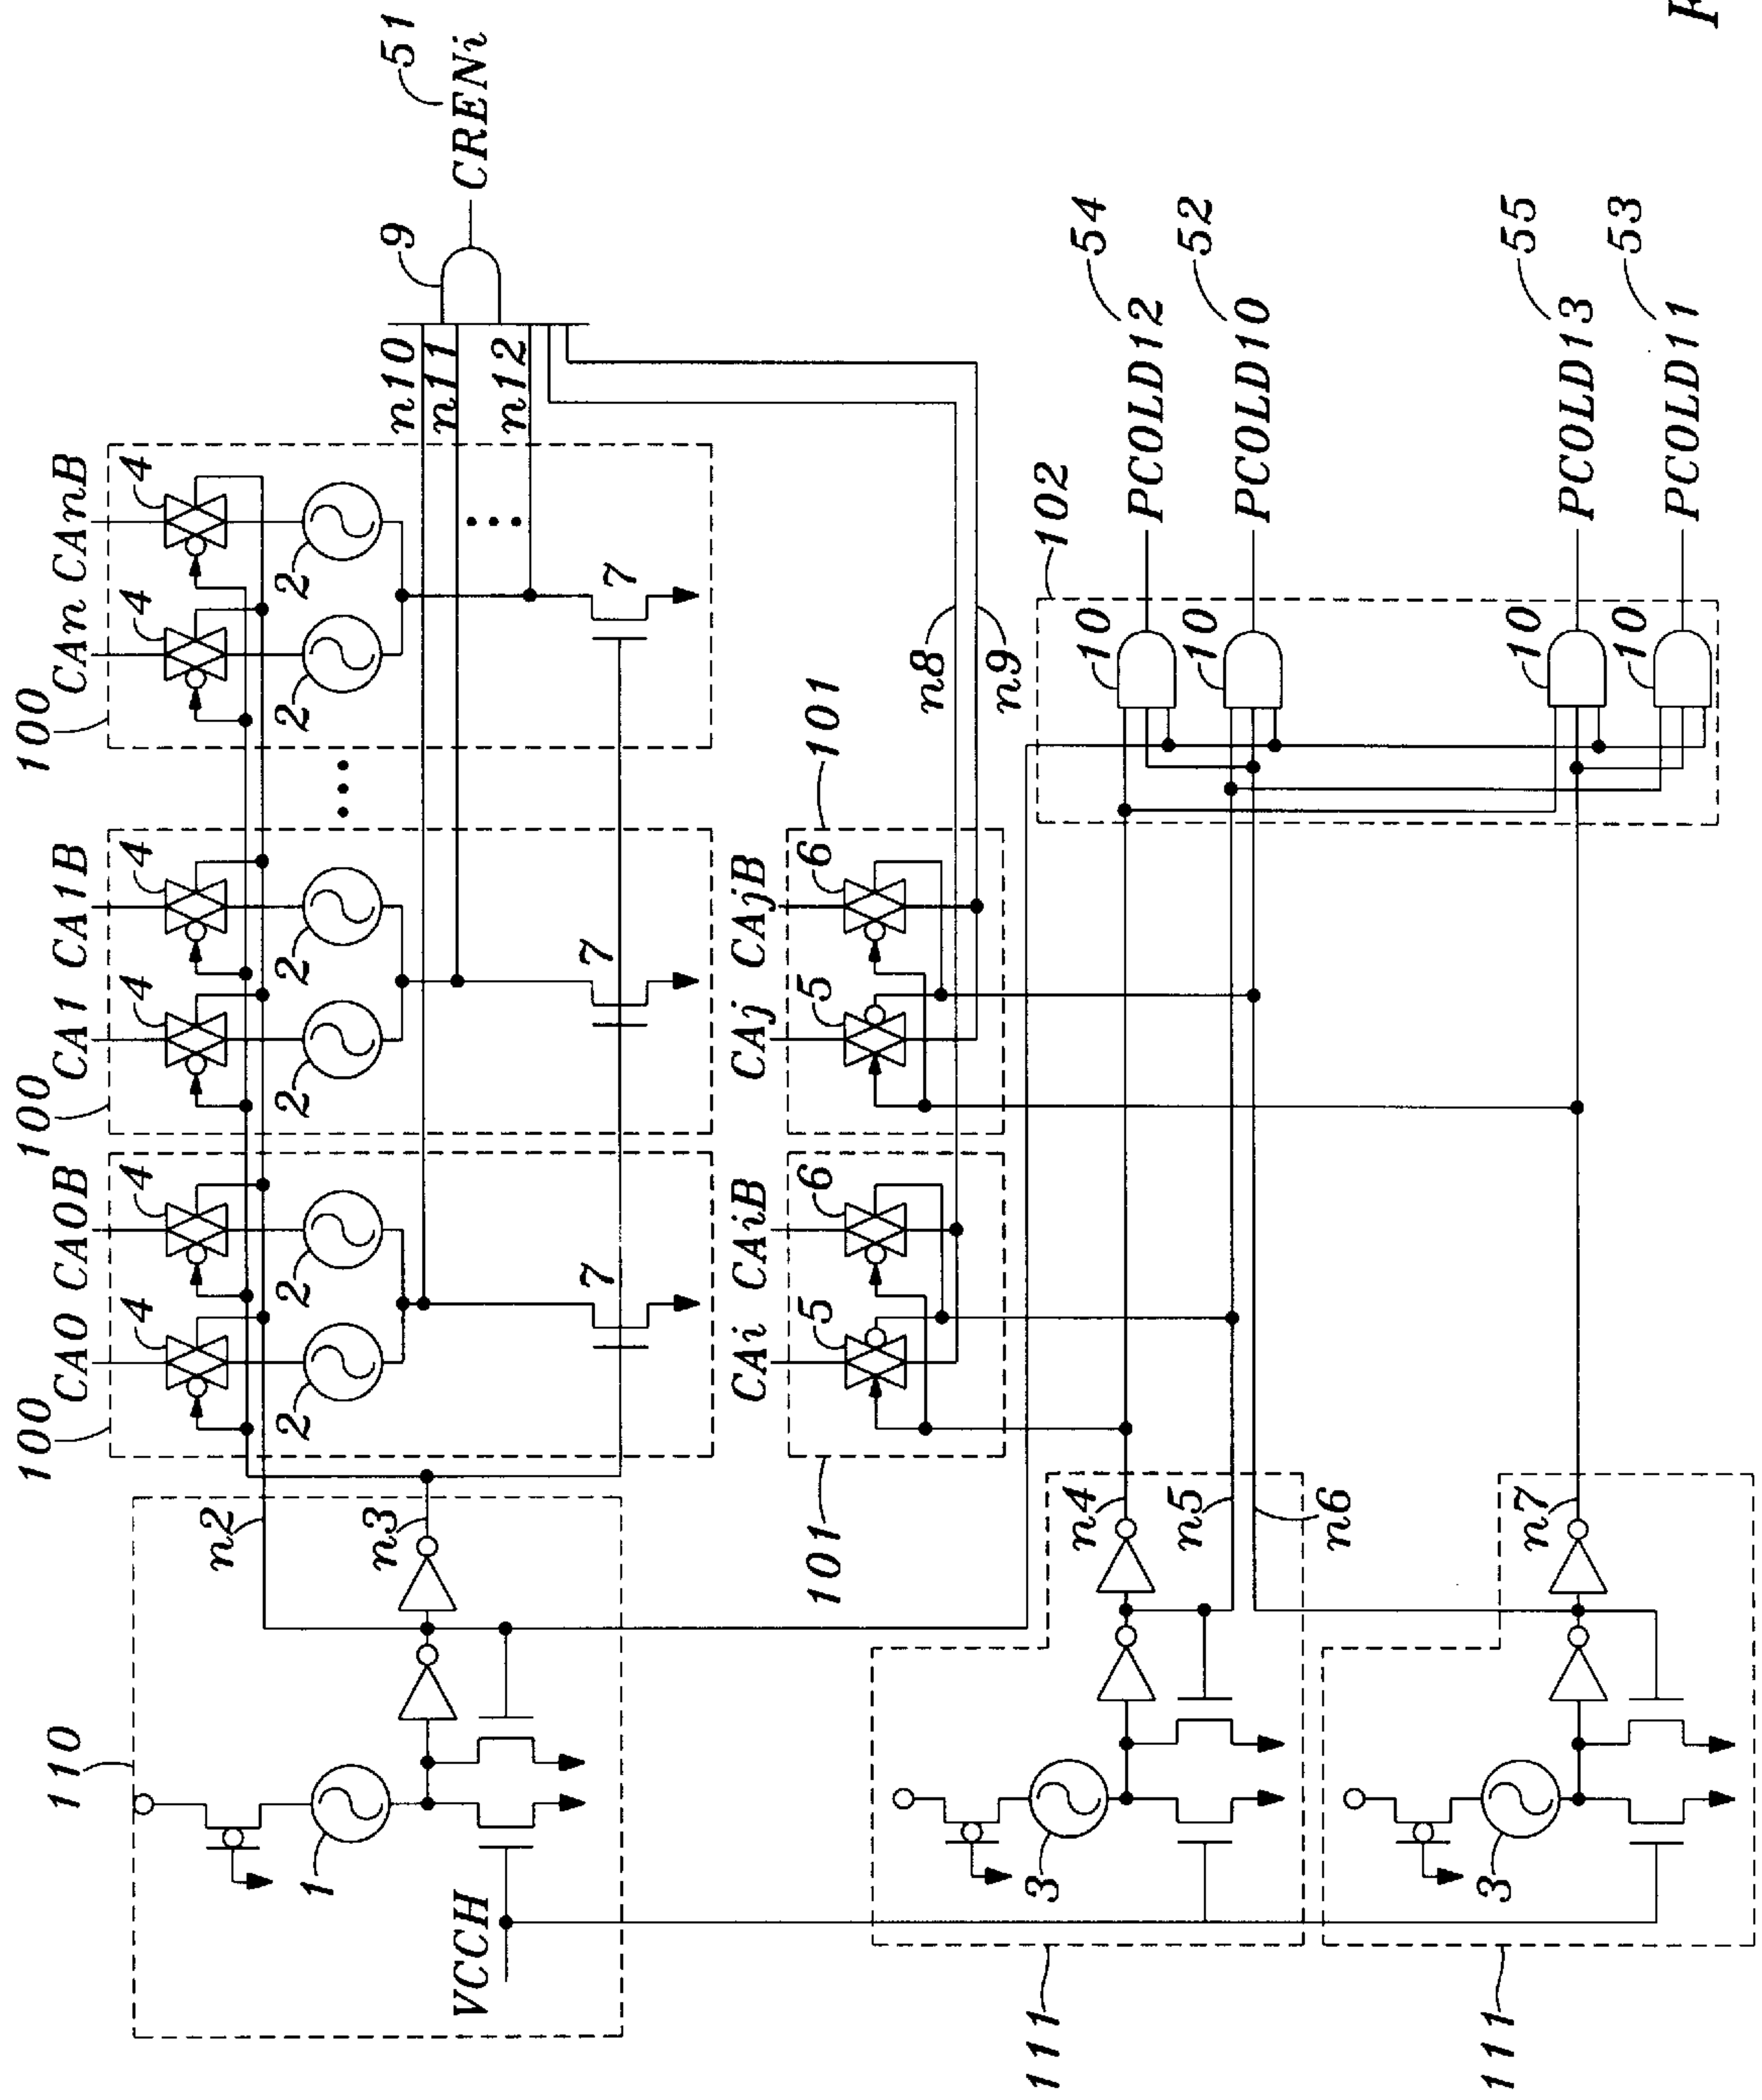 100
CA0 CA0B
4
4
2
2
7
100
CA1 CA1B
4
4
2
2
7
100
CAn CAnB
4
4
2
2
7
110
1
VCCH
n2
n3
n10
n11
n12
9
CRENi
51
101
CAi CAiB
5
6
CAj CAjB
5
6
101
n8
n9
111
3
n4
n5
n6
111
3
n7
102
10
10
10
10
PCOLD12
54
PCOLD10
52
PCOLD13
55
PCOLD11
53
F